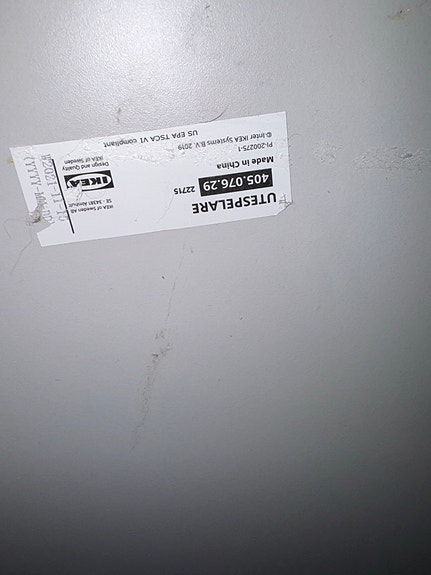 UTESPELARE
405.076.29 22715
Made in China
PI-200275-1
© Inter IKEA Systems B.V. 2019
US EPA TSCA VI compliant
IKEA of Sweden AB
SE - 34381 Älmhult
IKEA
Design and Quality
IKEA of Sweden